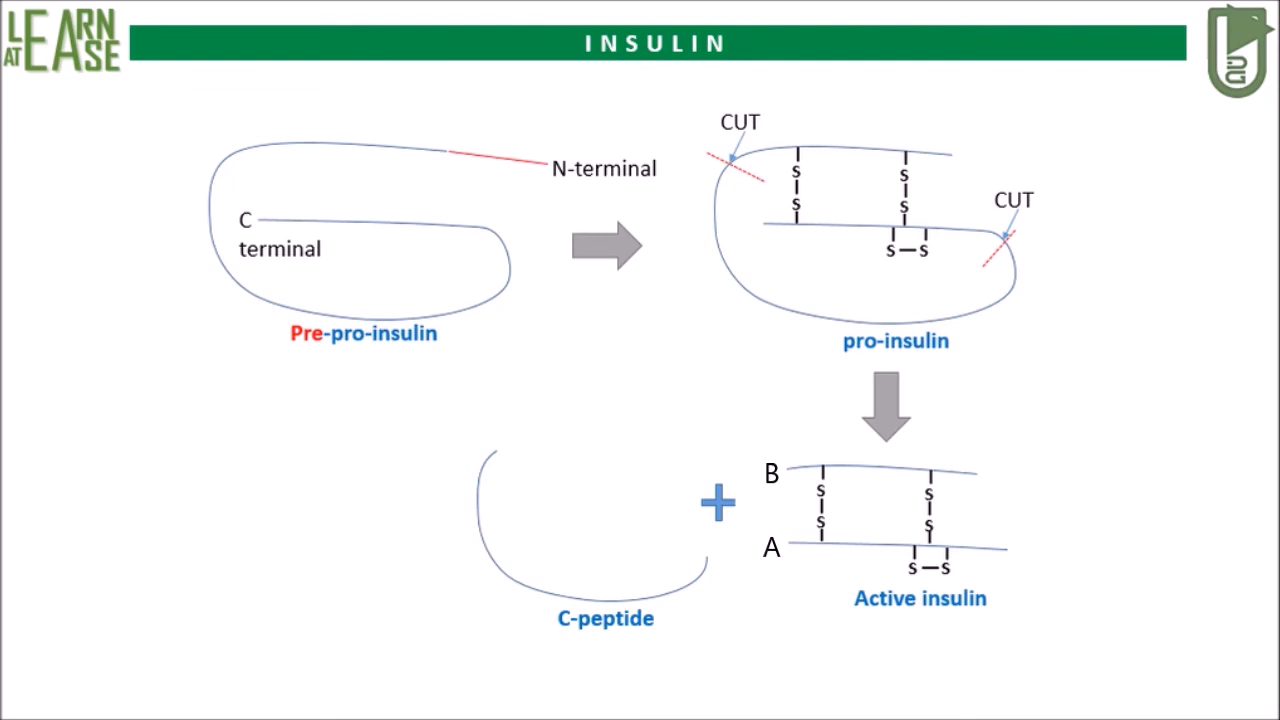 LEARN
AT EASE
INSULIN
CUT
N-terminal
S
S
S
S
CUT
C
terminal
S
S
Pre-pro-insulin
pro-insulin
B
S
S
S
S
A
S
S
Active insulin
C-peptide